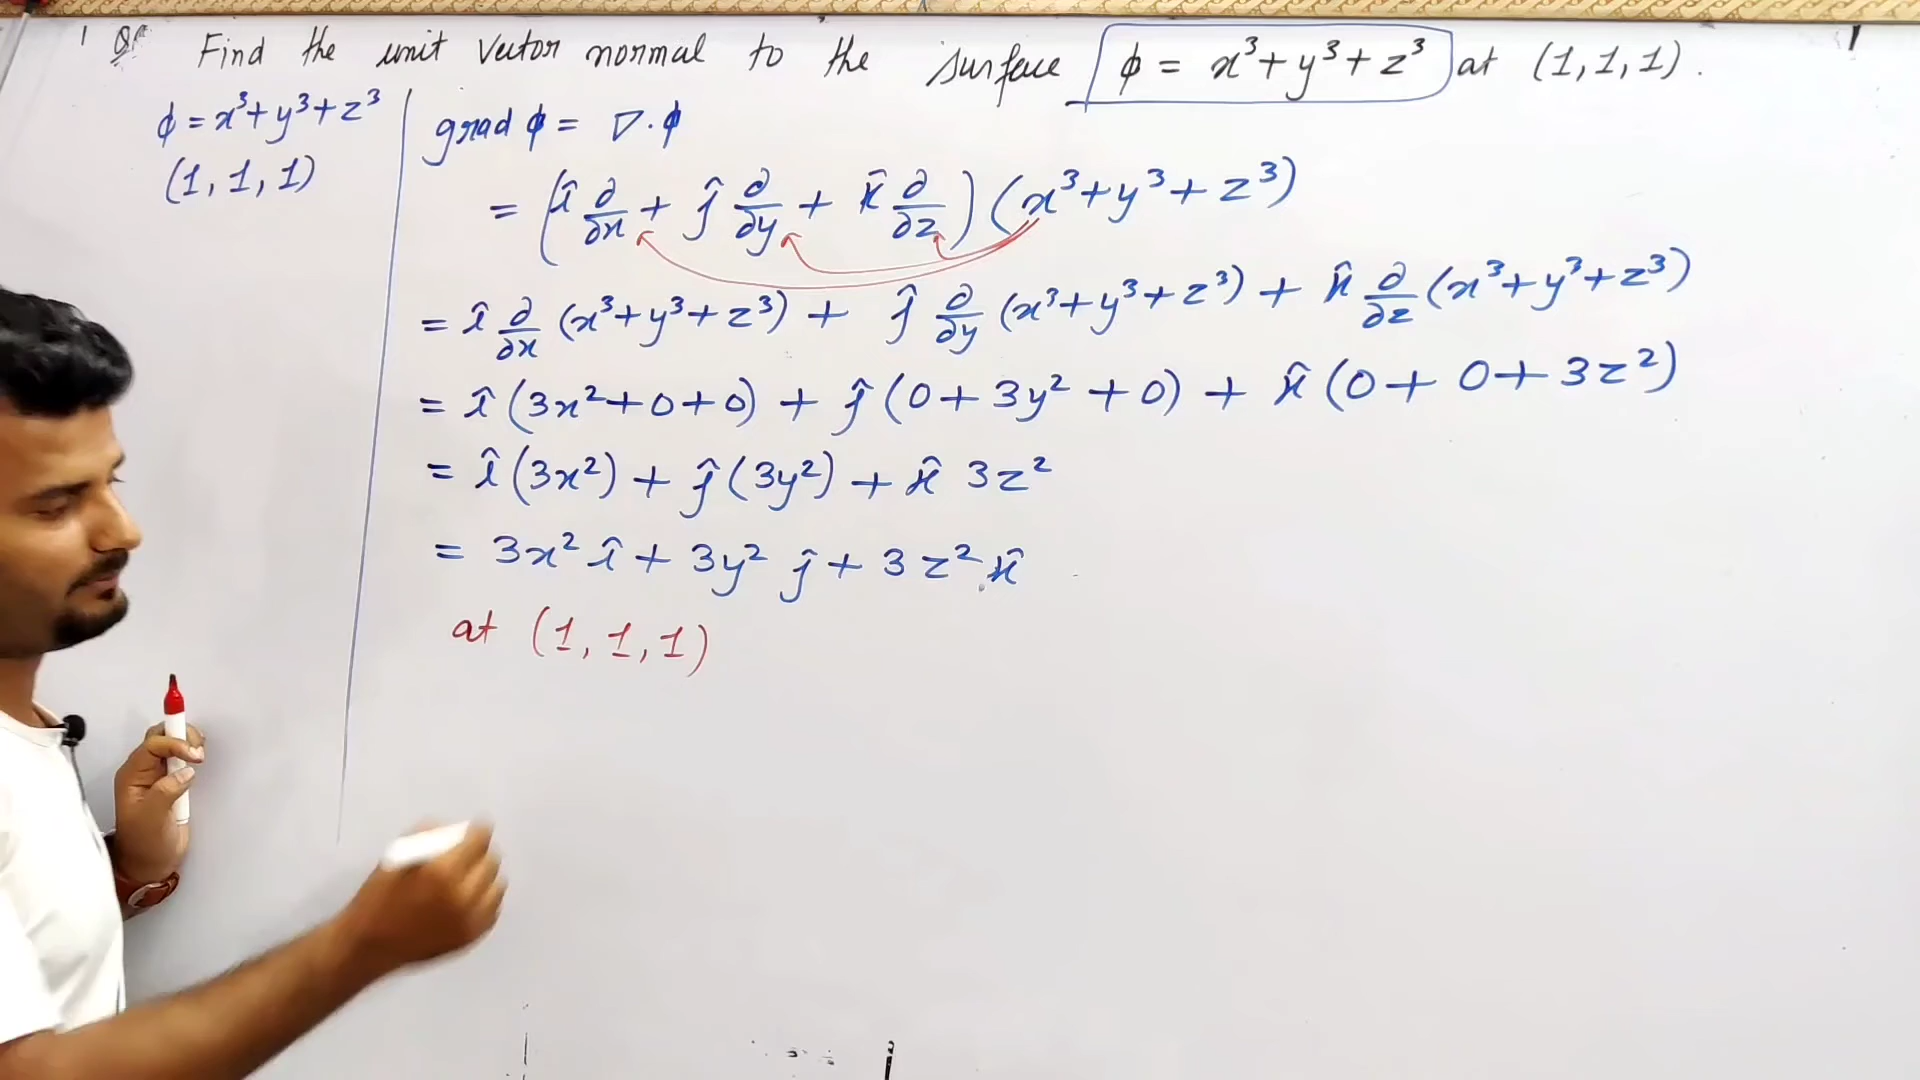 Q. Find the unit vector normal to the surface ϕ = x³+y³+z³ at (1,1,1).
ϕ = x³+y³+z³
(1,1,1)
grad ϕ = ∇.ϕ
= (î ∂/∂x + ĵ ∂/∂y + k̂ ∂/∂z) (x³+y³+z³)
= î ∂/∂x (x³+y³+z³) + ĵ ∂/∂y (x³+y³+z³) + k̂ ∂/∂z (x³+y³+z³)
= î (3x²+0+0) + ĵ (0+3y²+0) + k̂ (0+0+3z²)
= î (3x²) + ĵ (3y²) + k̂ 3z²
= 3x² î + 3y² ĵ + 3z² k̂
at (1,1,1)